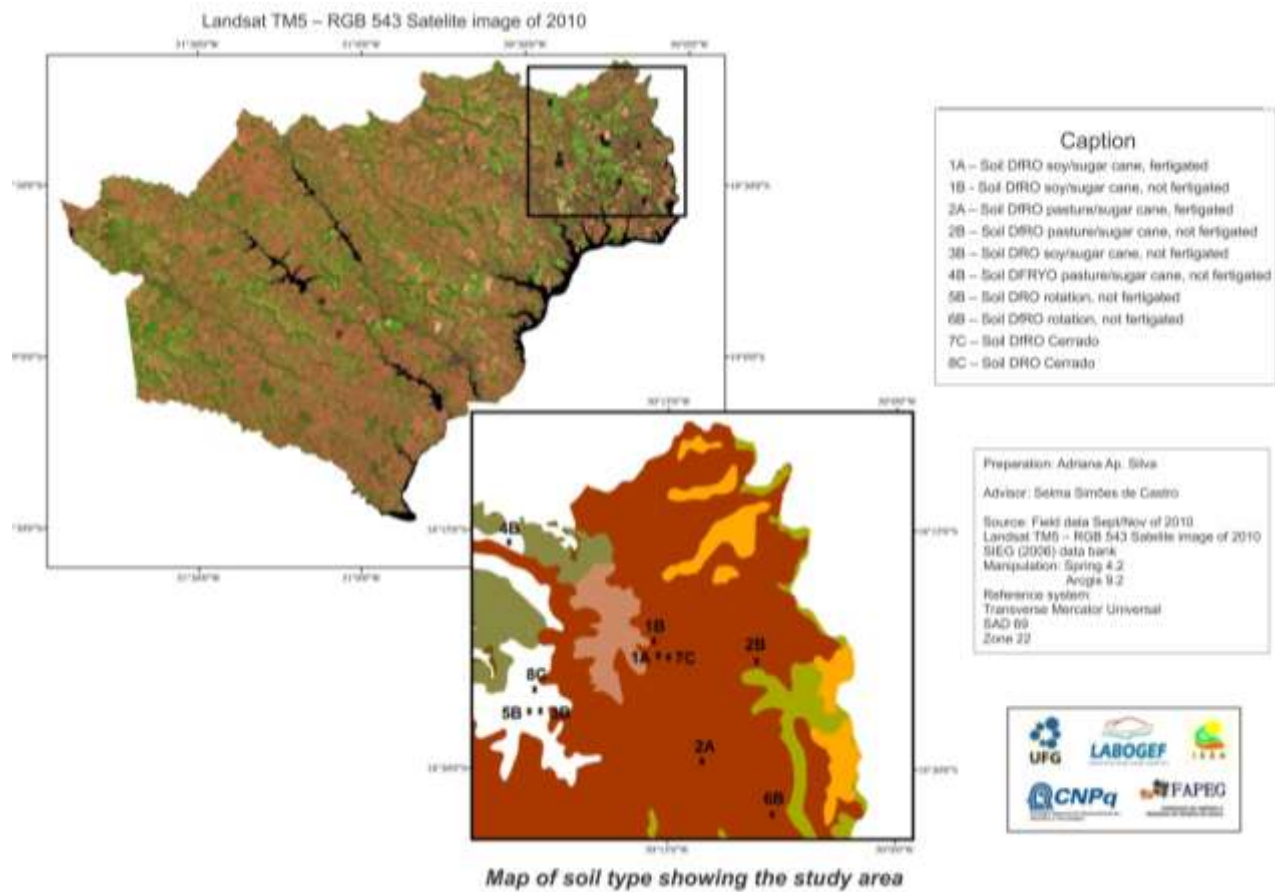 Landsat TM5 – RGB 543 Satelite image of 2010
Caption
1A – Soil DfRO soy/sugar cane, fertigated
1B - Soil DfRO soy/sugar cane, not fertigated
2A – Soil DfRO pasture/sugar cane, fertigated
2B – Soil DfRO pasture/sugar cane, not fertigated
3B – Soil DRO soy/sugar cane, not fertigated
4B – Soil DFRYO pasture/sugar cane, not fertigated
5B – Soil DRO rotation, not fertigated
6B – Soil DfRO rotation, not fertigated
7C – Soil DfRO Cerrado
8C – Soil DRO Cerrado
4B
1B
1A
7C
2B
8C
5B
3B
2A
6B
Preparation: Adriana Ap. Silva
Advisor: Selma Simões de Castro
Source: Field data Sept/Nov of 2010
Landsat TM5 – RGB 543 Satelite image of 2010
SIEG (2006) data bank
Manipulation: Spring 4.2
Arcgis 9.2
Reference system:
Transverse Mercator Universal
SAD 69
Zone 22
UFG
LABOGEF
CNPq
FAPEG
Map of soil type showing the study area